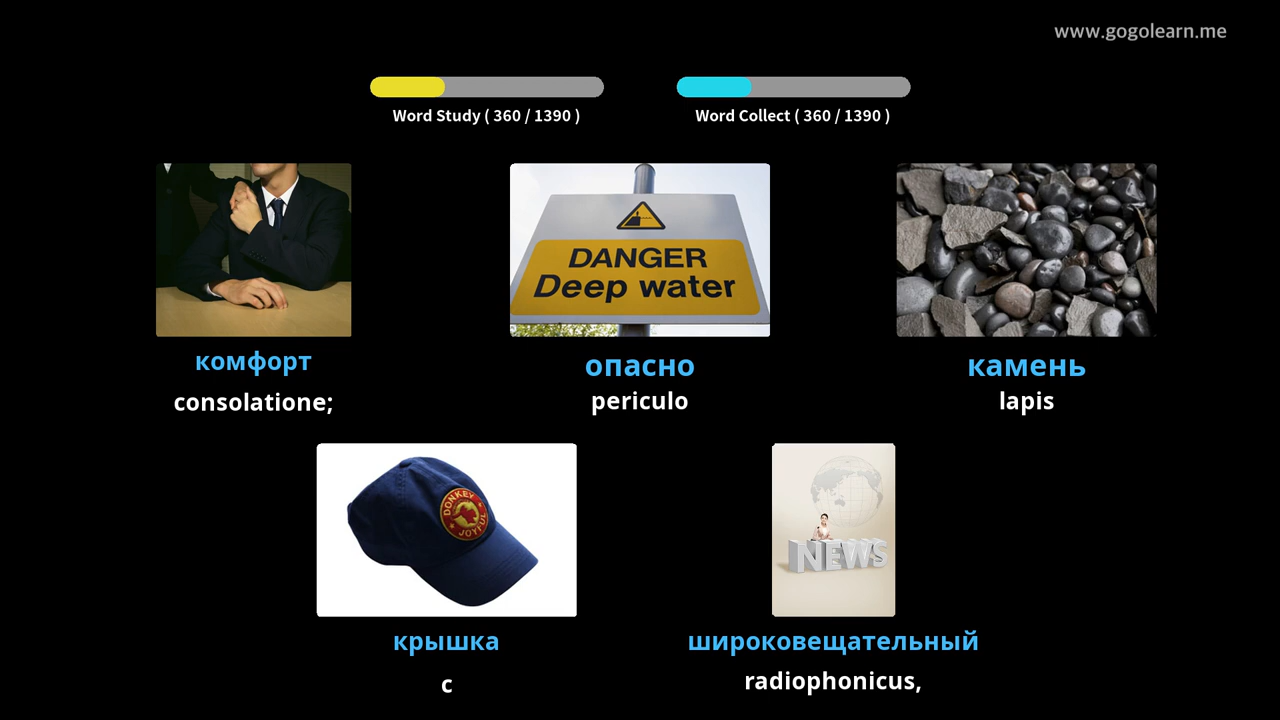 www.gogolearn.me
Word Study ( 360 / 1390 )
Word Collect ( 360 / 1390 )
DANGER
Deep water
комфорт
опасно
камень
consolatione;
periculo
lapis
DONKEY
JOYFUL
NEWS
крышка
широковещательный
c
radiophonicus,